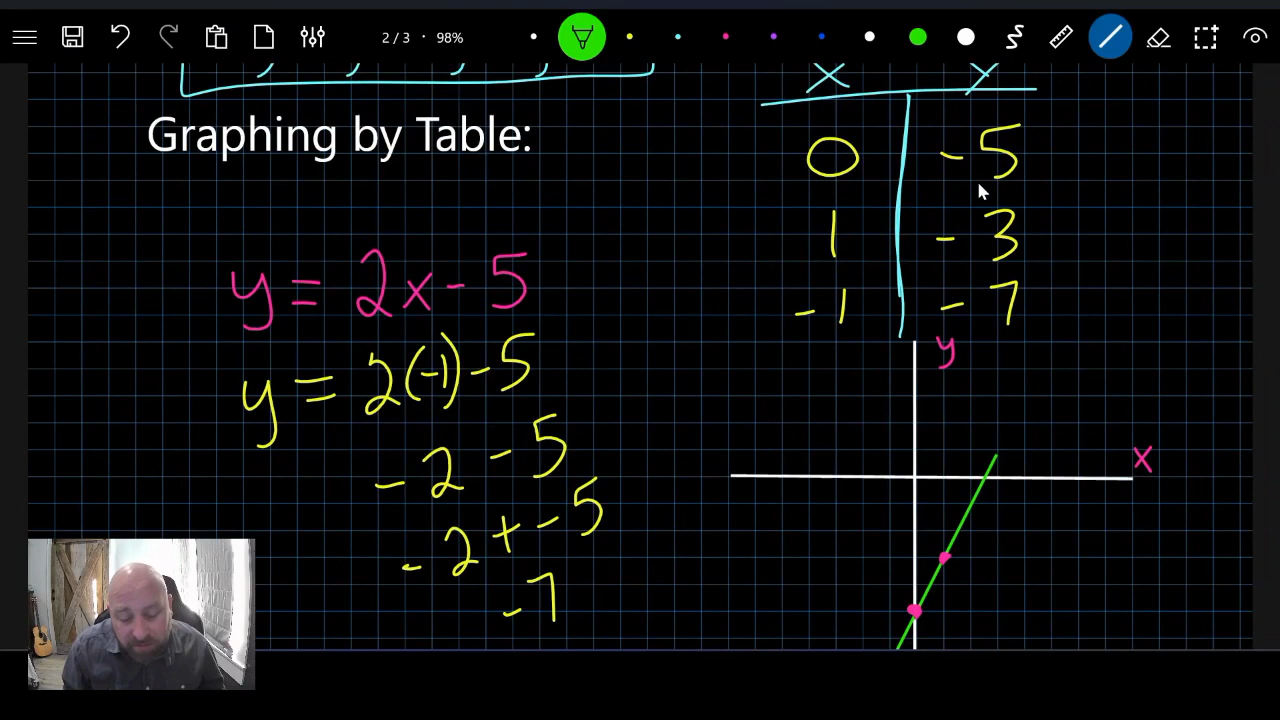 2 / 3 · 98%
x y
Graphing by Table:
0 -5
1 -3
-1 -7
y = 2x - 5
y = 2(-1) - 5
-2 - 5
-2 + -5
-7
y
x